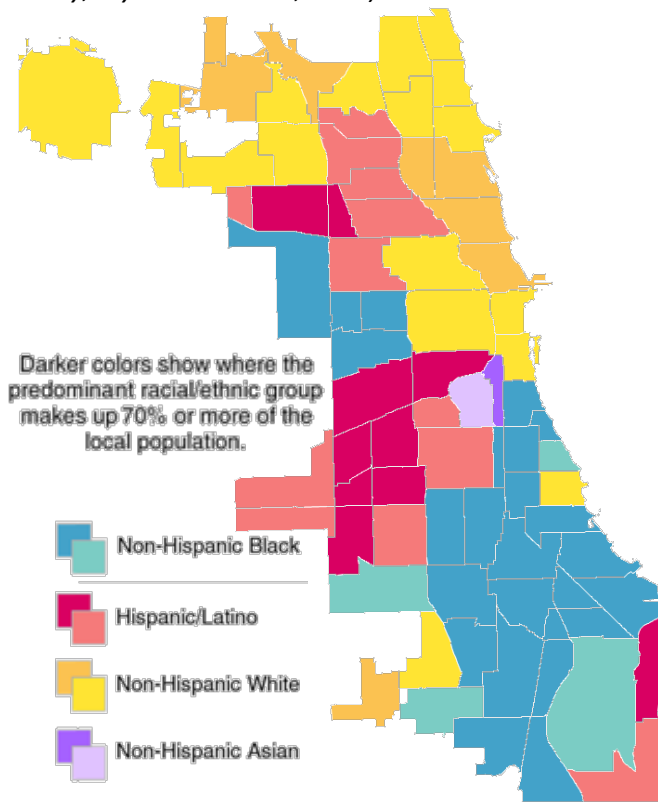 Darker colors show where the
predominant racial/ethnic group
makes up 70% or more of the
local population.
Non-Hispanic Black
Hispanic/Latino
Non-Hispanic White
Non-Hispanic Asian